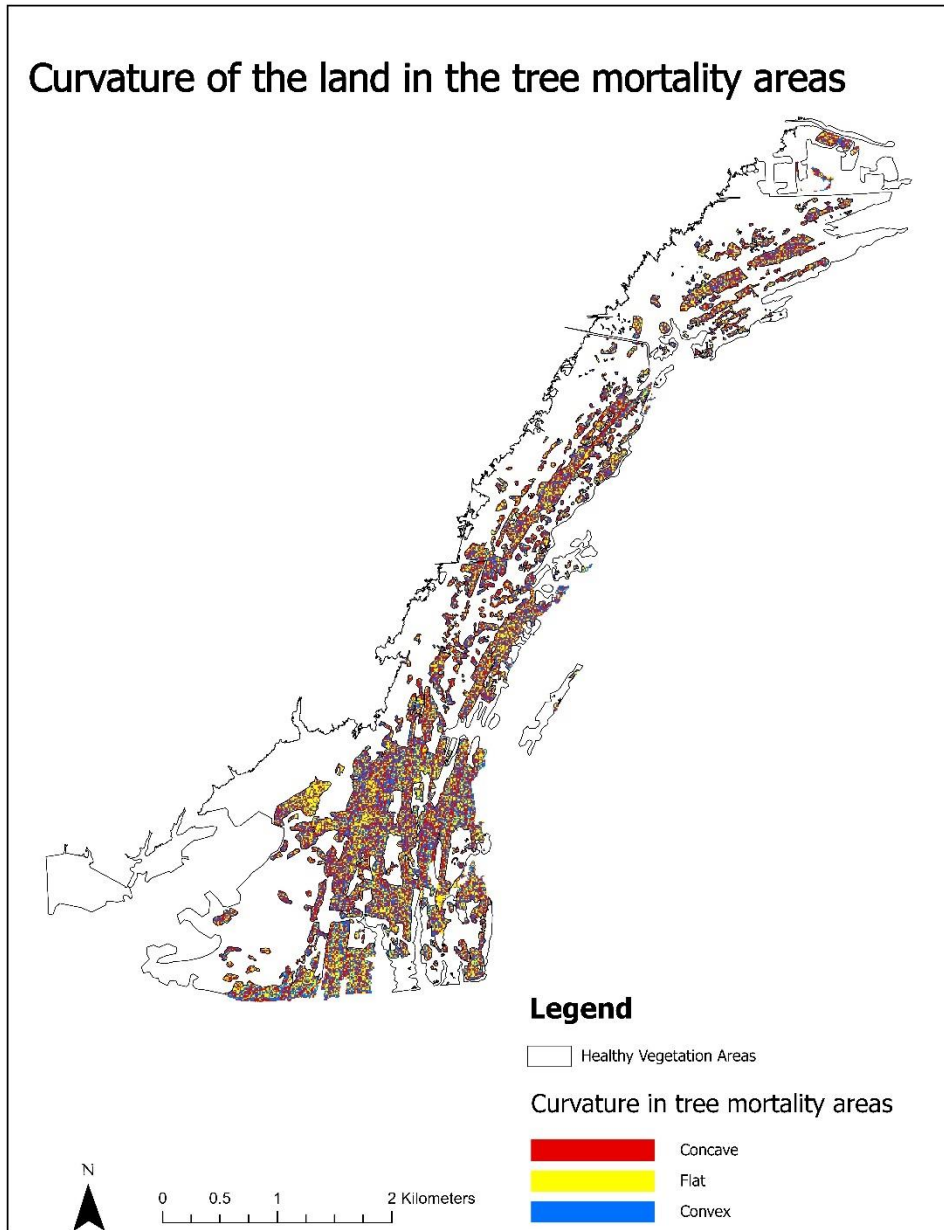 Curvature of the land in the tree mortality areas
Legend
Healthy Vegetation Areas
Curvature in tree mortality areas
Concave
Flat
Convex
N
0 0.5 1 2 Kilometers